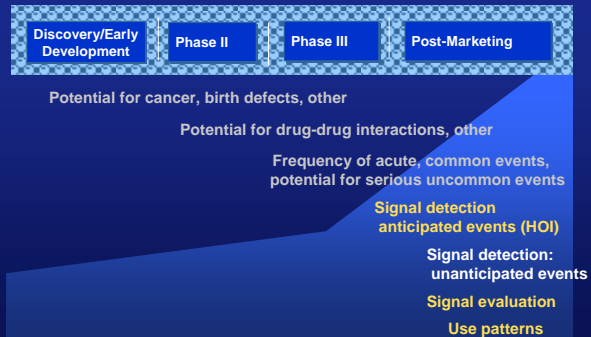 Discovery/Early
Development
Phase II
Phase III
Post-Marketing
Potential for cancer, birth defects, other
Potential for drug-drug interactions, other
Frequency of acute, common events,
potential for serious uncommon events
Signal detection
anticipated events (HOI)
Signal detection:
unanticipated events
Signal evaluation
Use patterns